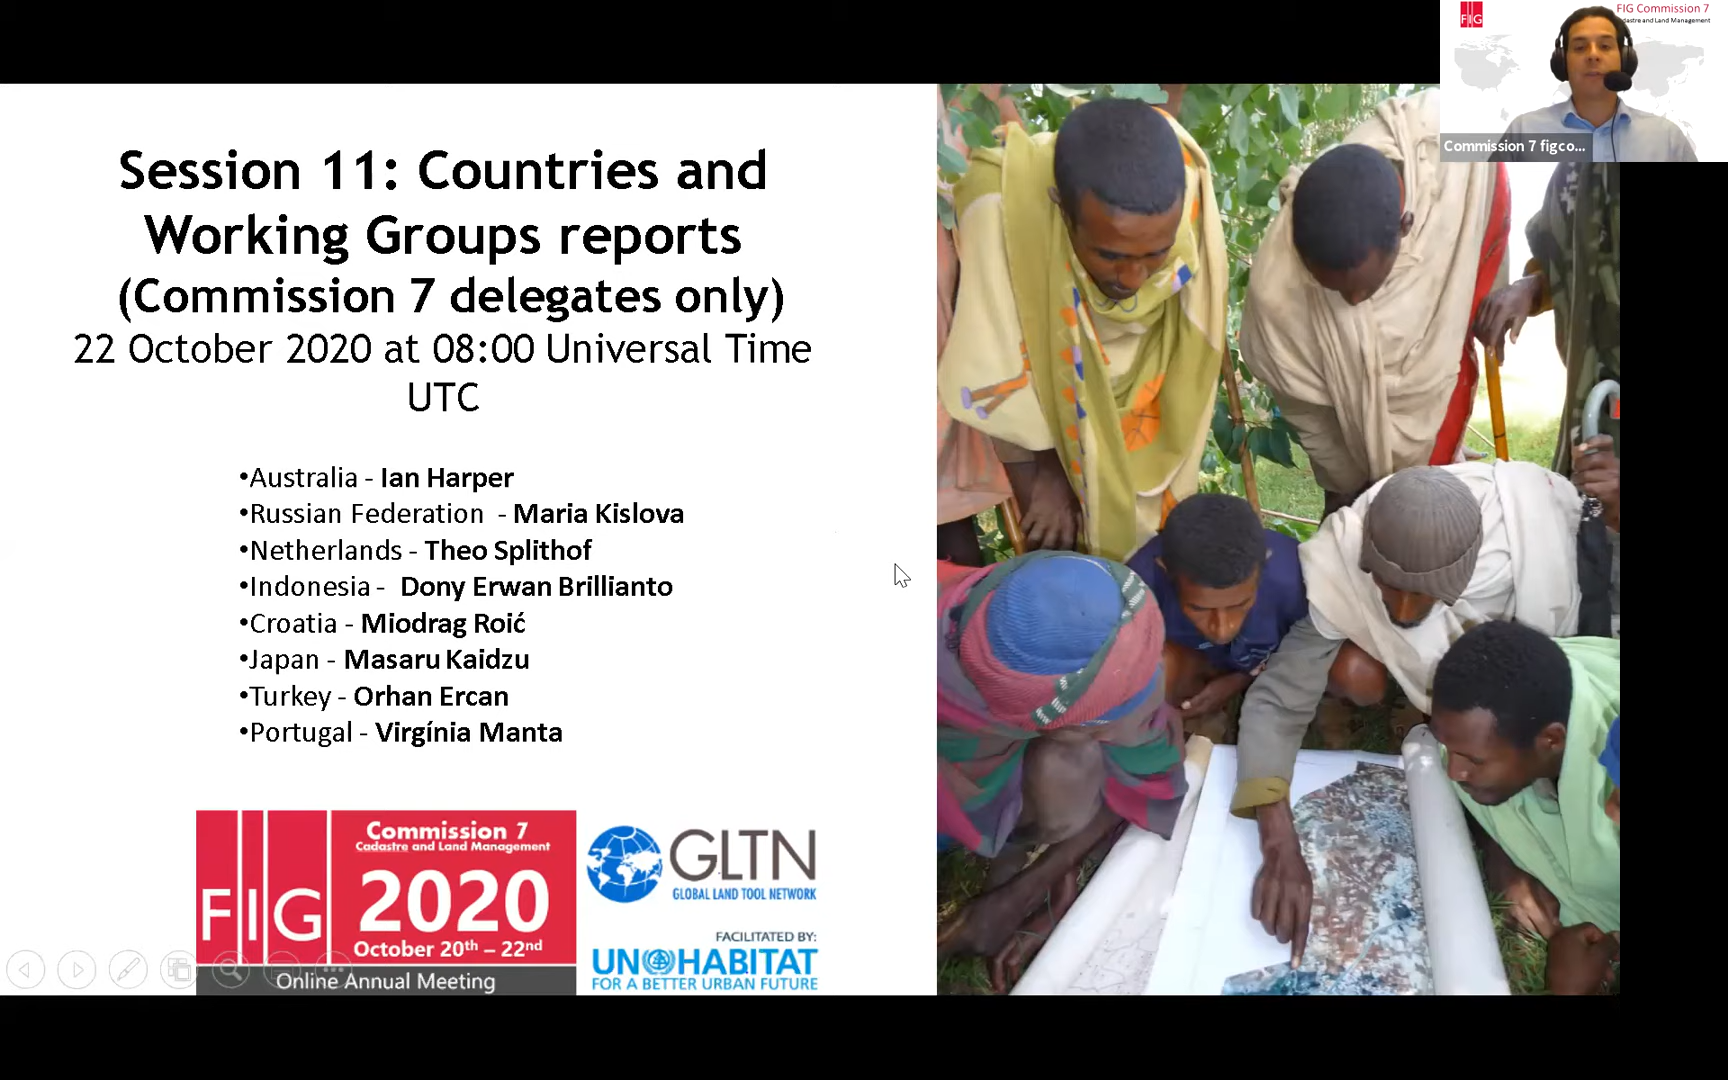 FIG
FIG Commission 7
Cadastre and Land Management
Commission 7 figco...
Session 11: Countries and
Working Groups reports
(Commission 7 delegates only)
22 October 2020 at 08:00 Universal Time
UTC
•Australia - Ian Harper
•Russian Federation - Maria Kislova
•Netherlands - Theo Splithof
•Indonesia - Dony Erwan Brillianto
•Croatia - Miodrag Roić
•Japan - Masaru Kaidzu
•Turkey - Orhan Ercan
•Portugal - Virgínia Manta
FIG
Commission 7
Cadastre and Land Management
2020
October 20th – 22nd
Online Annual Meeting
GLTN
GLOBAL LAND TOOL NETWORK
FACILITATED BY:
UN HABITAT
FOR A BETTER URBAN FUTURE